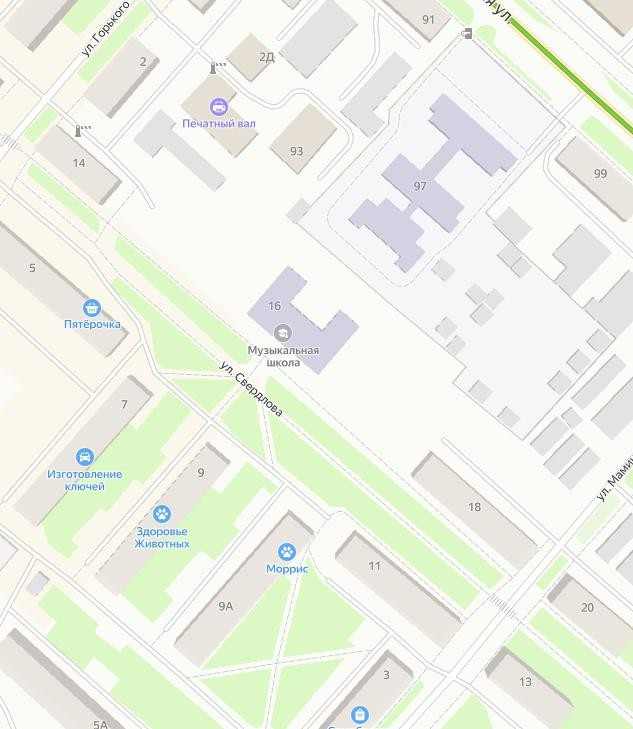 ул. Горького
91
ул.
2Д
2
Печатный вал
93
14
97
99
5
Пятёрочка
16
Музыкальная
школа
ул. Свердлова
7
Изготовление
ключей
9
Здоровье
Животных
18
Моррис
11
9А
20
3
13
5А